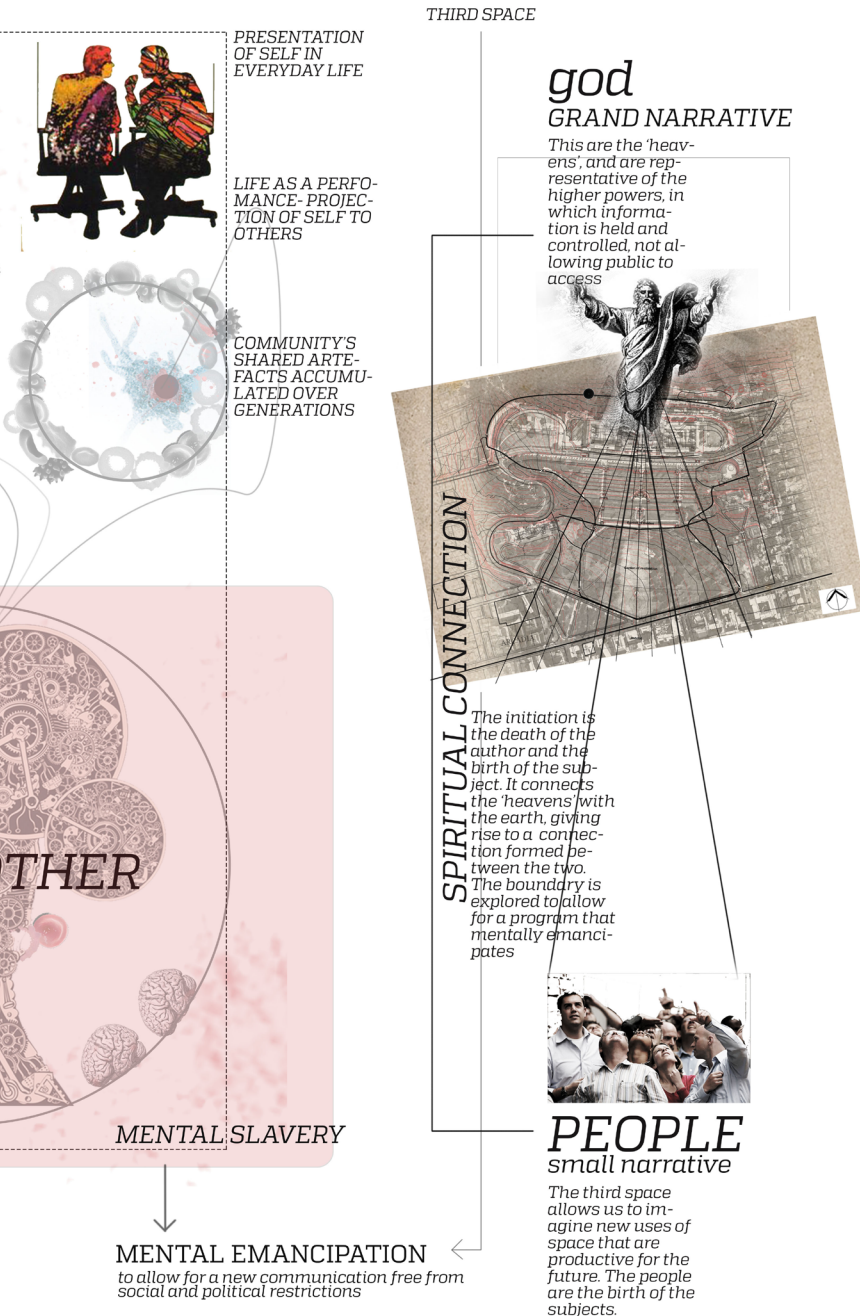 THIRD SPACE
PRESENTATION
OF SELF IN
EVERYDAY LIFE
LIFE AS A PERFO-
MANCE- PROJEC-
TION OF SELF TO
OTHERS
COMMUNITY'S
SHARED ARTE-
FACTS ACCUMU-
LATED OVER
GENERATIONS
god
GRAND NARRATIVE
This are the ‘heav-
ens’, and are rep-
resentative of the
higher powers, in
which informa-
tion is held and
controlled, not al-
lowing public to
access
SPIRITUAL CONNECTION
The initiation is
the death of the
author and the
birth of the sub-
ject. It connects
the ‘heavens’ with
the earth, giving
rise to a connec-
tion formed be-
tween the two.
The boundary is
explored to allow
for a program that
mentally emanci-
pates
OTHER
MENTAL SLAVERY
MENTAL EMANCIPATION
to allow for a new communication free from
social and political restrictions
PEOPLE
small narrative
The third space
allows us to im-
agine new uses of
space that are
productive for the
future. The people
are the birth of the
subjects.